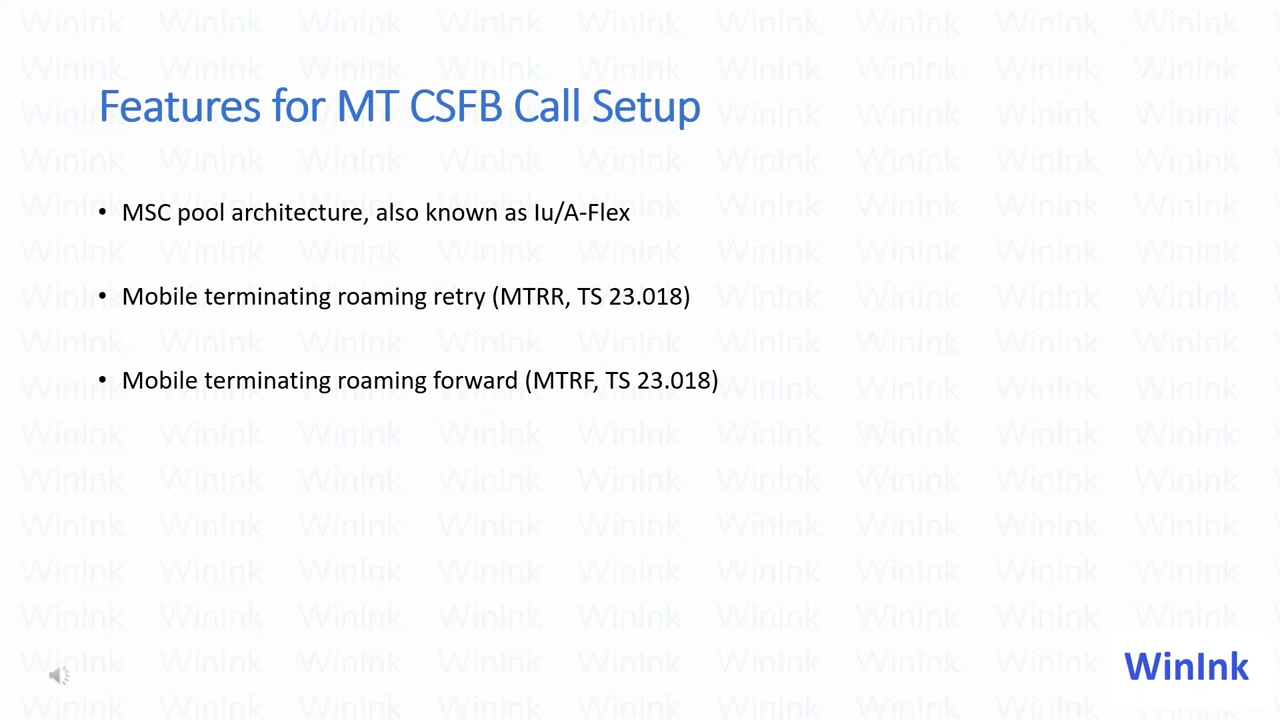 Features for MT CSFB Call Setup
• MSC pool architecture, also known as Iu/A-Flex
• Mobile terminating roaming retry (MTRR, TS 23.018)
• Mobile terminating roaming forward (MTRF, TS 23.018)
WinInk